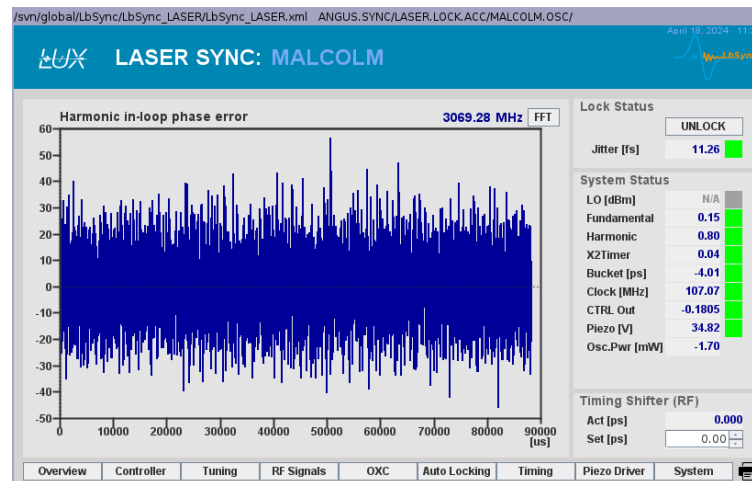 /svn/global/LbSync/LbSync_LASER/LbSync_LASER.xml ANGUS.SYNC/LASER.LOCK.ACC/MALCOLM.OSC/
April 18, 2024 11:
LUX LASER SYNC: MALCOLM
LbSyn
Harmonic in-loop phase error 3069.28 MHz FFT
60
50
40
30
20
10
0
-10
-20
-30
-40
-50
0 10000 20000 30000 40000 50000 60000 70000 80000 90000
[us]
Lock Status
UNLOCK
Jitter [fs] 11.26
System Status
LO [dBm] N/A
Fundamental 0.15
Harmonic 0.80
X2Timer 0.04
Bucket [ps] -4.01
Clock [MHz] 107.07
CTRL Out -0.1805
Piezo [V] 34.82
Osc.Pwr [mW] -1.70
Timing Shifter (RF)
Act [ps] 0.000
Set [ps] 0.00
Overview Controller Tuning RF Signals OXC Auto Locking Timing Piezo Driver System